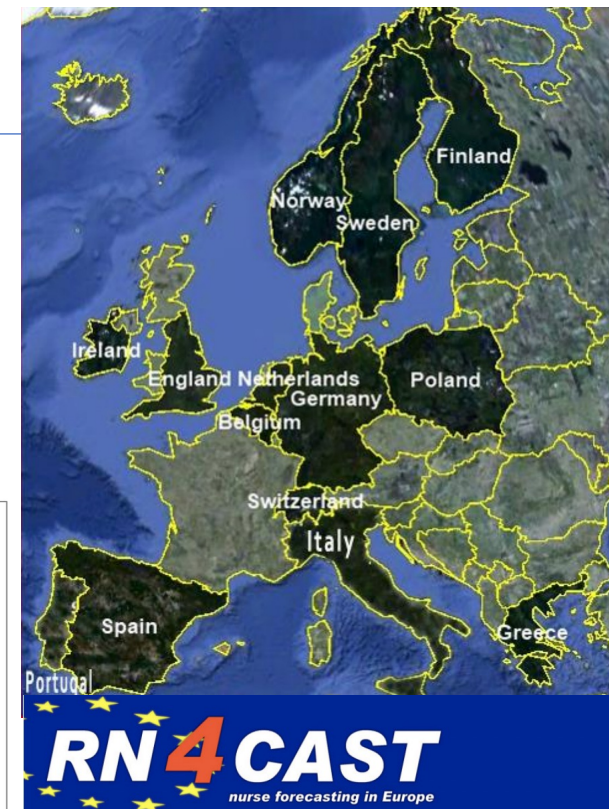 Finland
Norway
Sweden
Ireland
England Netherlands
Germany
Poland
Belgium
Switzerland
Italy
Spain
Greece
Portugal
RN4CAST
nurse forecasting in Europe